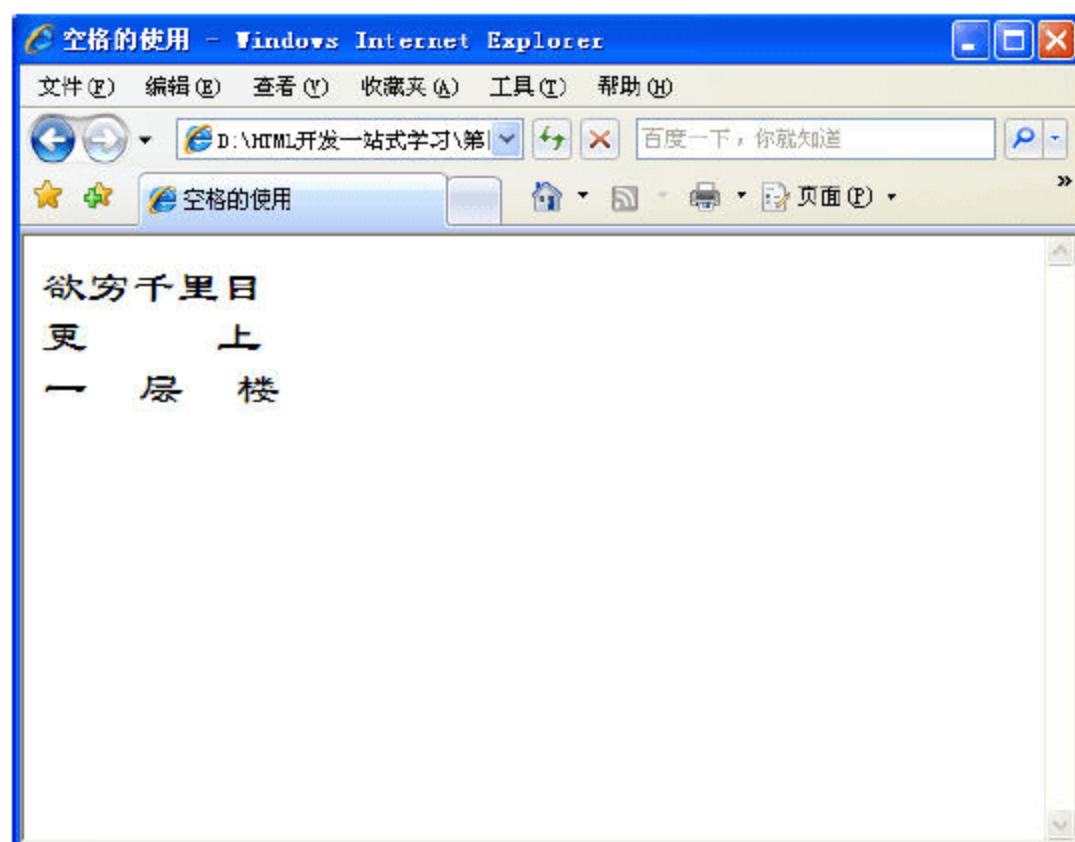 空格的使用 - Windows Internet Explorer
文件(F) 编辑(E) 查看(V) 收藏夹(A) 工具(T) 帮助(H)
D:\HTML开发一站式学习\第 百度一下，你就知道
空格的使用 页面(P)
欲穷千里目
更 上
一 层 楼